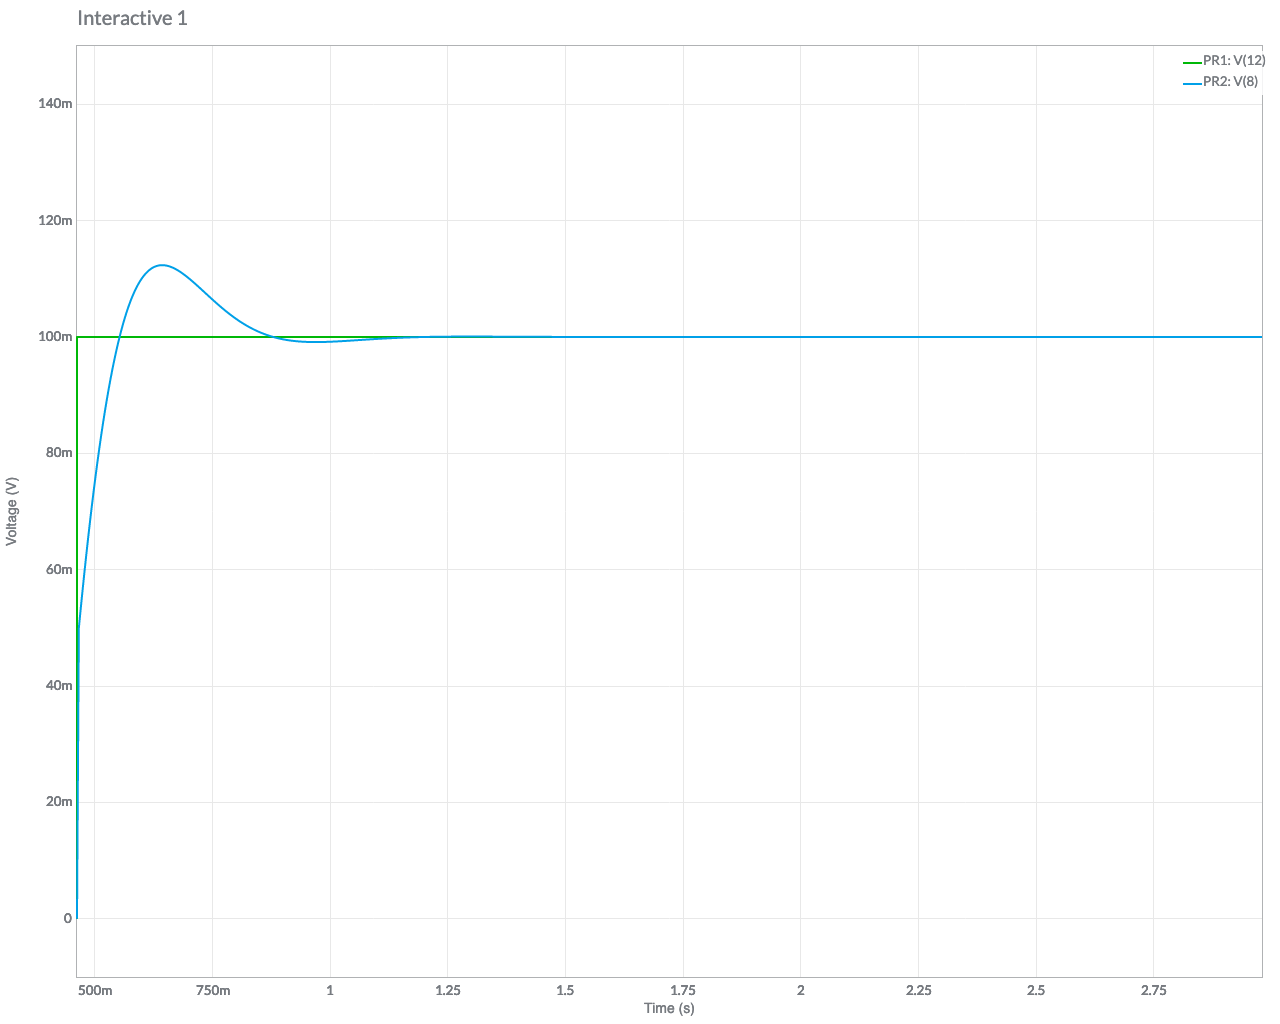 Interactive 1
PR1: V(12)
PR2: V(8)
140m
120m
100m
80m
60m
40m
20m
0
Voltage (V)
500m 750m 1 1.25 1.5 1.75 2 2.25 2.5 2.75
Time (s)